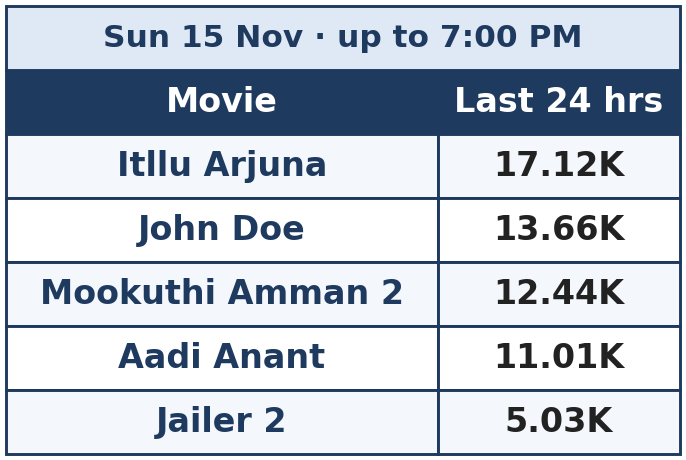 Sun 15 Nov · up to 7:00 PM
Movie Last 24 hrs
Itllu Arjuna 17.12K
John Doe 13.66K
Mookuthi Amman 2 12.44K
Aadi Anant 11.01K
Jailer 2 5.03K